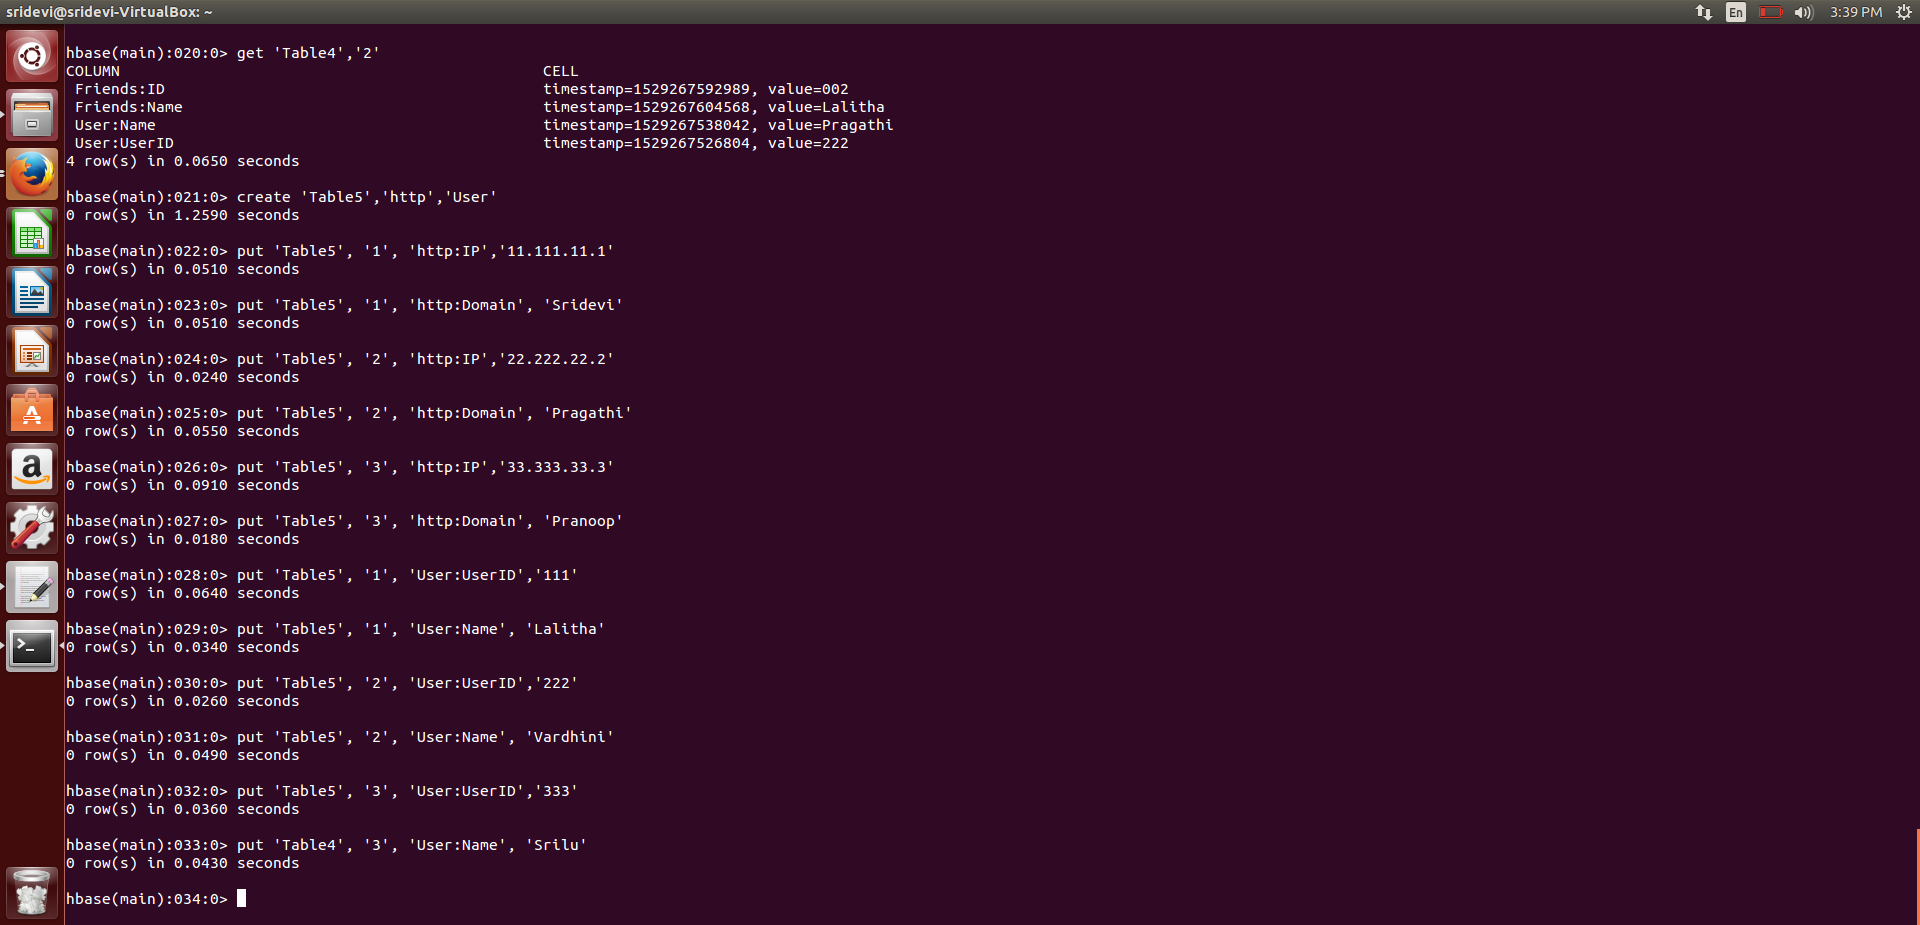 sridevi@sridevi-VirtualBox: ~
En
3:39 PM
hbase(main):020:0> get 'Table4','2'
COLUMN CELL
Friends:ID timestamp=1529267592989, value=002
Friends:Name timestamp=1529267604568, value=Lalitha
User:Name timestamp=1529267538042, value=Pragathi
User:UserID timestamp=1529267526804, value=222
4 row(s) in 0.0650 seconds
hbase(main):021:0> create 'Table5','http','User'
0 row(s) in 1.2590 seconds
hbase(main):022:0> put 'Table5', '1', 'http:IP','11.111.11.1'
0 row(s) in 0.0510 seconds
hbase(main):023:0> put 'Table5', '1', 'http:Domain', 'Sridevi'
0 row(s) in 0.0510 seconds
hbase(main):024:0> put 'Table5', '2', 'http:IP','22.222.22.2'
0 row(s) in 0.0240 seconds
hbase(main):025:0> put 'Table5', '2', 'http:Domain', 'Pragathi'
0 row(s) in 0.0550 seconds
hbase(main):026:0> put 'Table5', '3', 'http:IP','33.333.33.3'
0 row(s) in 0.0910 seconds
hbase(main):027:0> put 'Table5', '3', 'http:Domain', 'Pranoop'
0 row(s) in 0.0180 seconds
hbase(main):028:0> put 'Table5', '1', 'User:UserID','111'
0 row(s) in 0.0640 seconds
hbase(main):029:0> put 'Table5', '1', 'User:Name', 'Lalitha'
0 row(s) in 0.0340 seconds
hbase(main):030:0> put 'Table5', '2', 'User:UserID','222'
0 row(s) in 0.0260 seconds
hbase(main):031:0> put 'Table5', '2', 'User:Name', 'Vardhini'
0 row(s) in 0.0490 seconds
hbase(main):032:0> put 'Table5', '3', 'User:UserID','333'
0 row(s) in 0.0360 seconds
hbase(main):033:0> put 'Table4', '3', 'User:Name', 'Srilu'
0 row(s) in 0.0430 seconds
hbase(main):034:0>